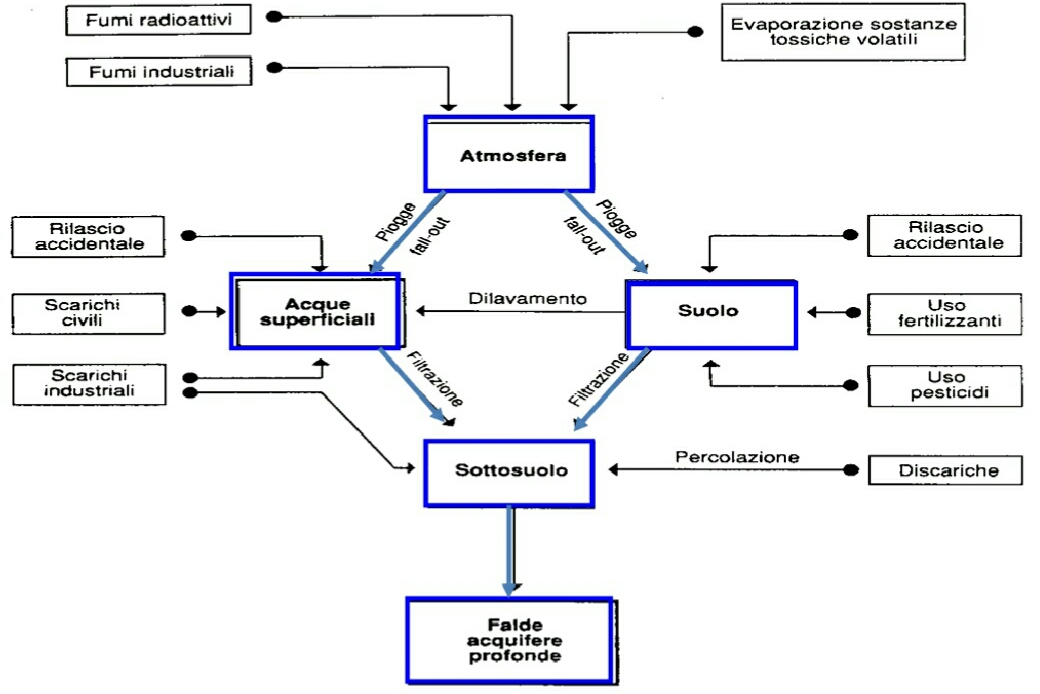 Fumi radioattivi
Evaporazione sostanze
tossiche volatili
Fumi industriali
Atmosfera
Piogge
fall-out
Piogge
fall-out
Rilascio
accidentale
Rilascio
accidentale
Scarichi
civili
Acque
superficiali
Dilavamento
Suolo
Uso
fertilizzanti
Scarichi
industriali
Filtrazione
Filtrazione
Uso
pesticidi
Sottosuolo
Percolazione
Discariche
Falde
acquifere
profonde